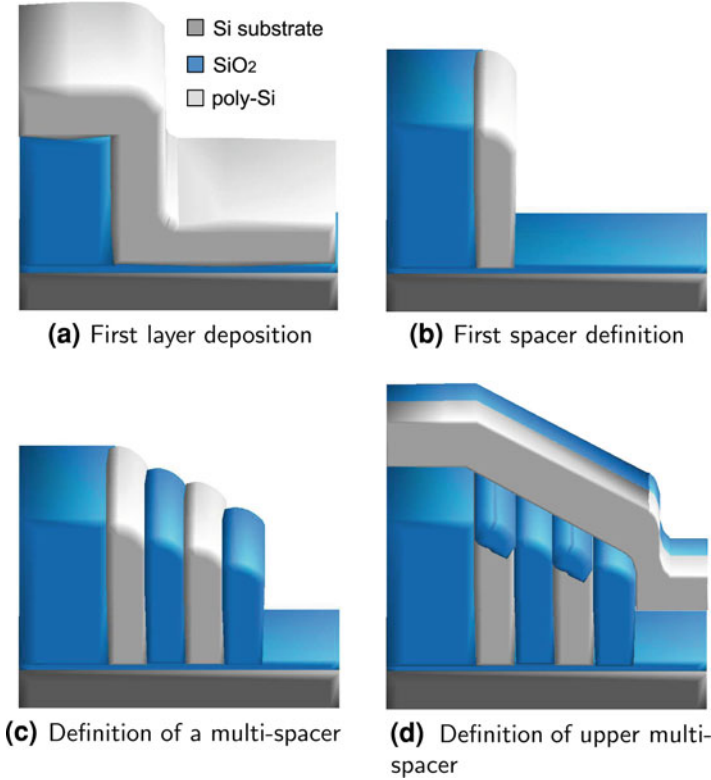 Si substrate
SiO₂
poly-Si
(a) First layer deposition
(b) First spacer definition
(c) Definition of a multi-spacer
(d) Definition of upper multi-
spacer